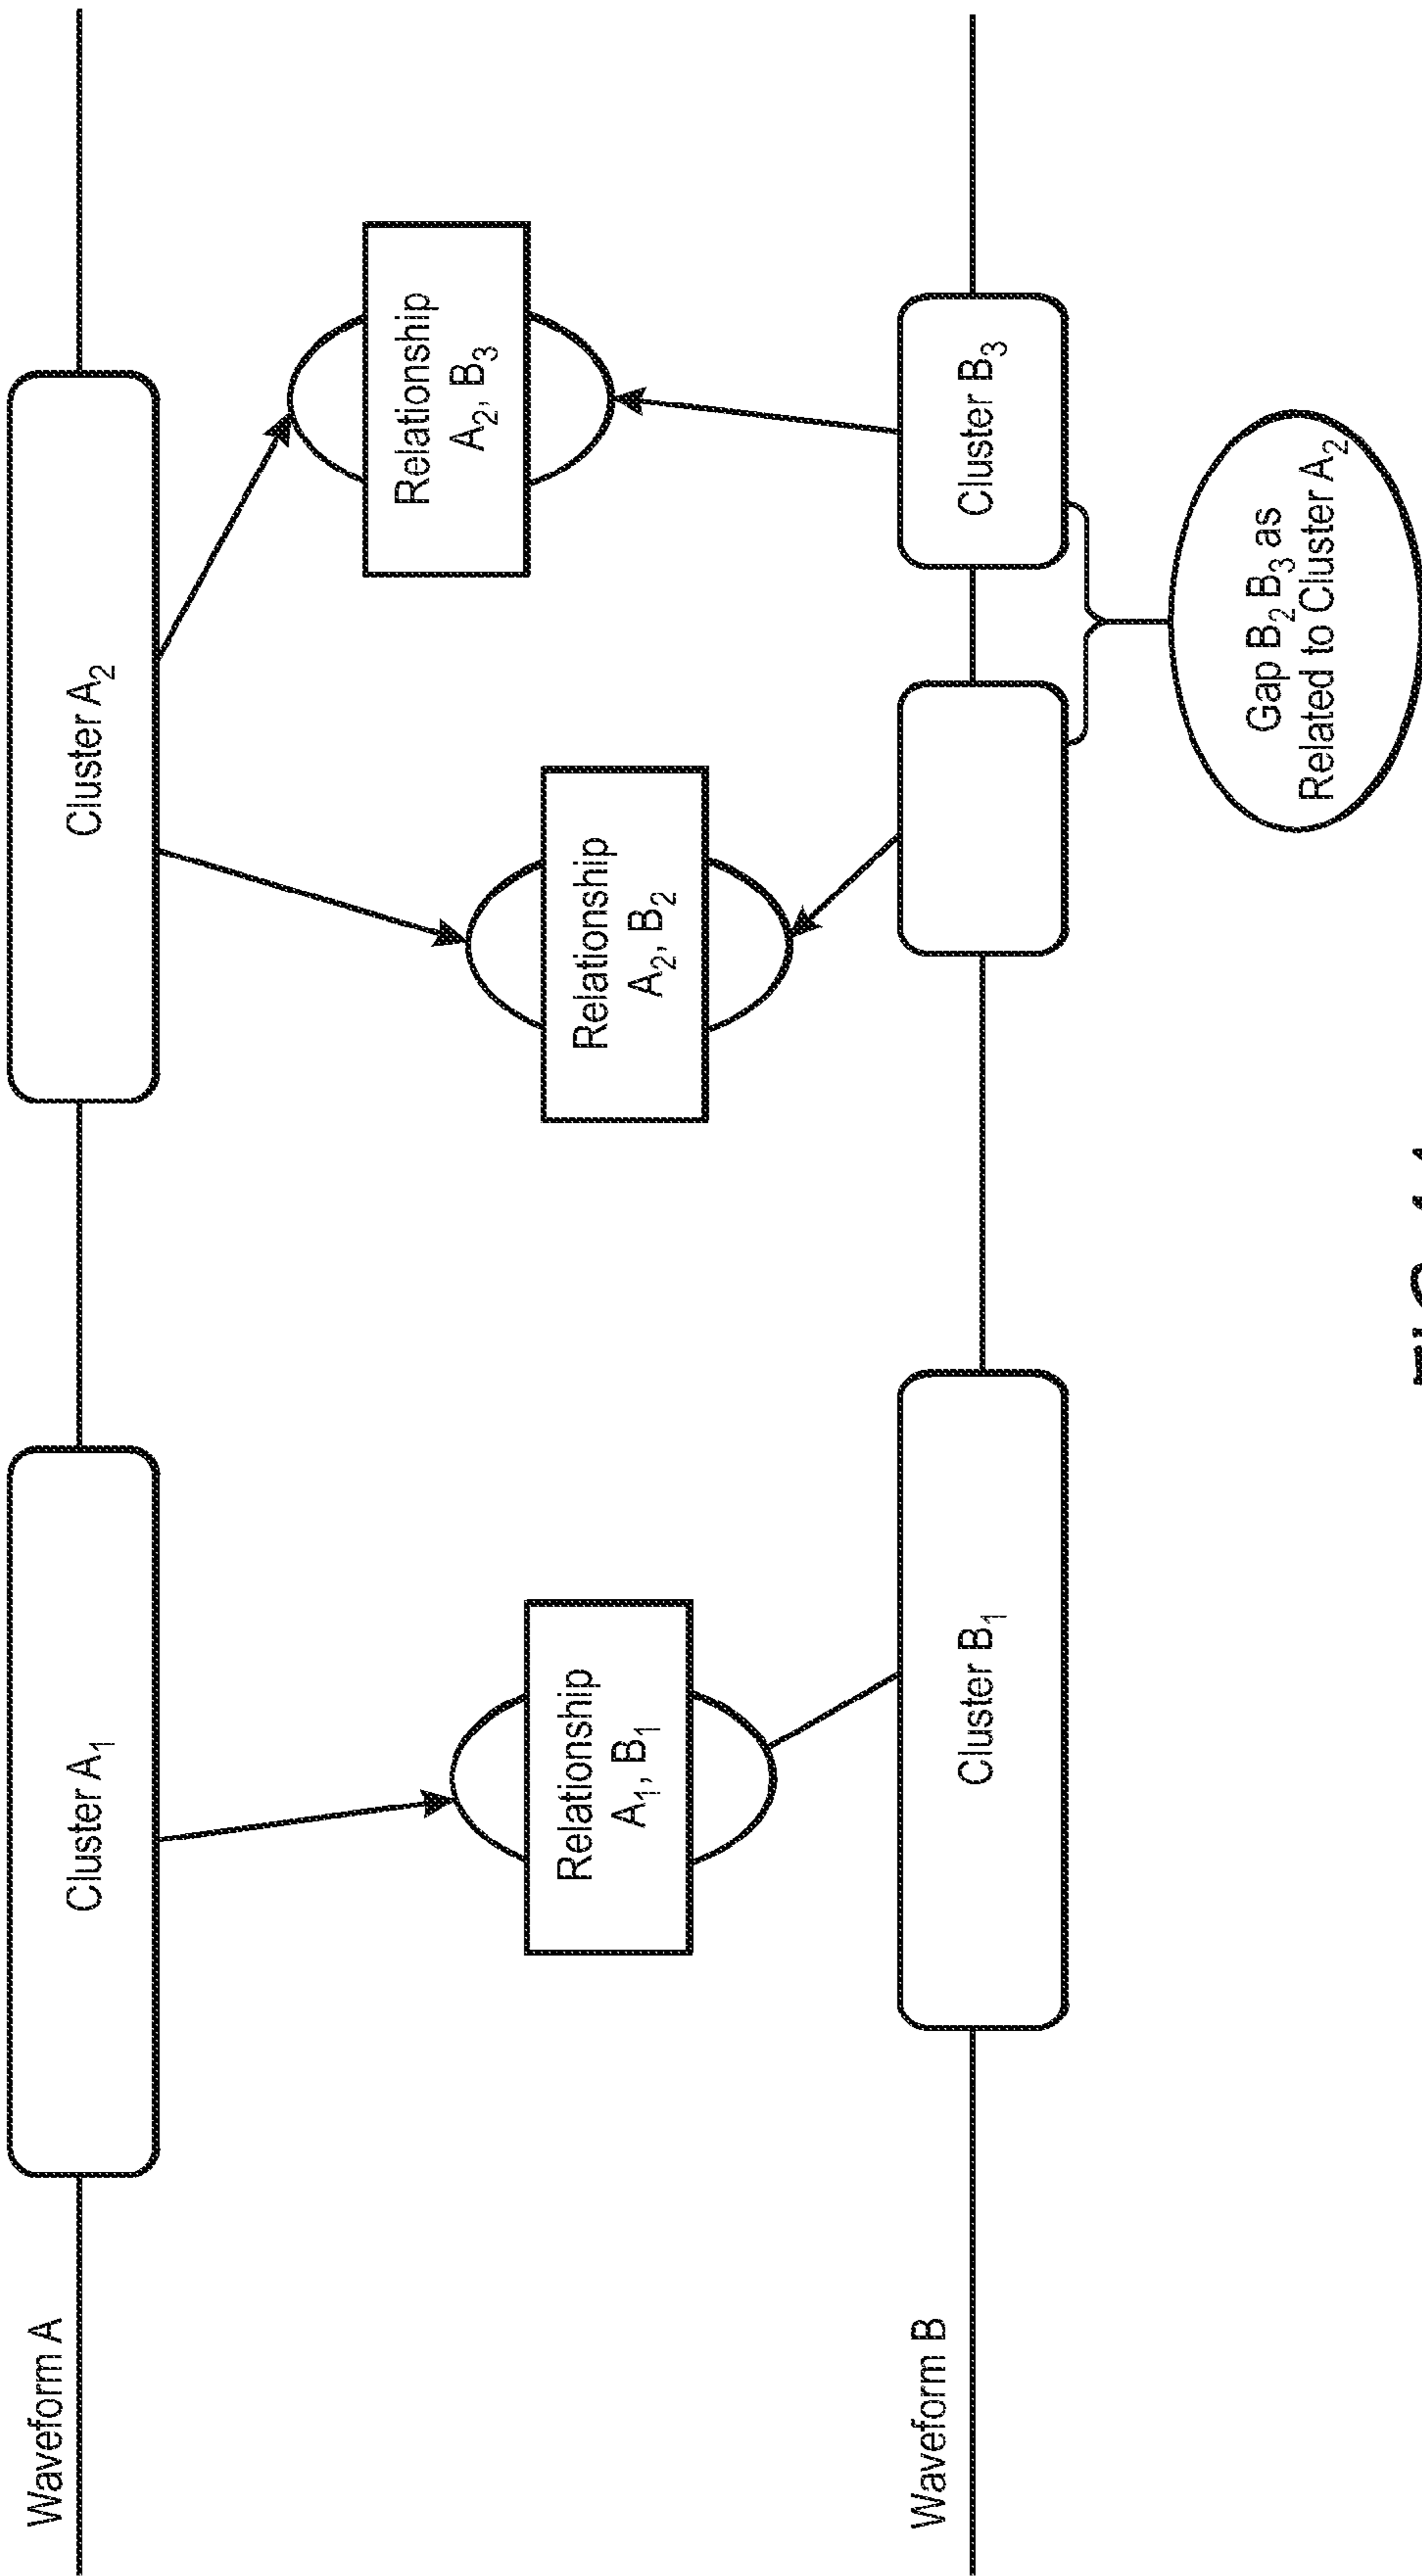 Waveform A
Cluster A₁
Cluster A₂
Relationship
A₁, B₁
Relationship
A₂, B₂
Relationship
A₂, B₃
Waveform B
Cluster B₁
Cluster B₃
Gap B₂ B₃ as
Related to Cluster A₂